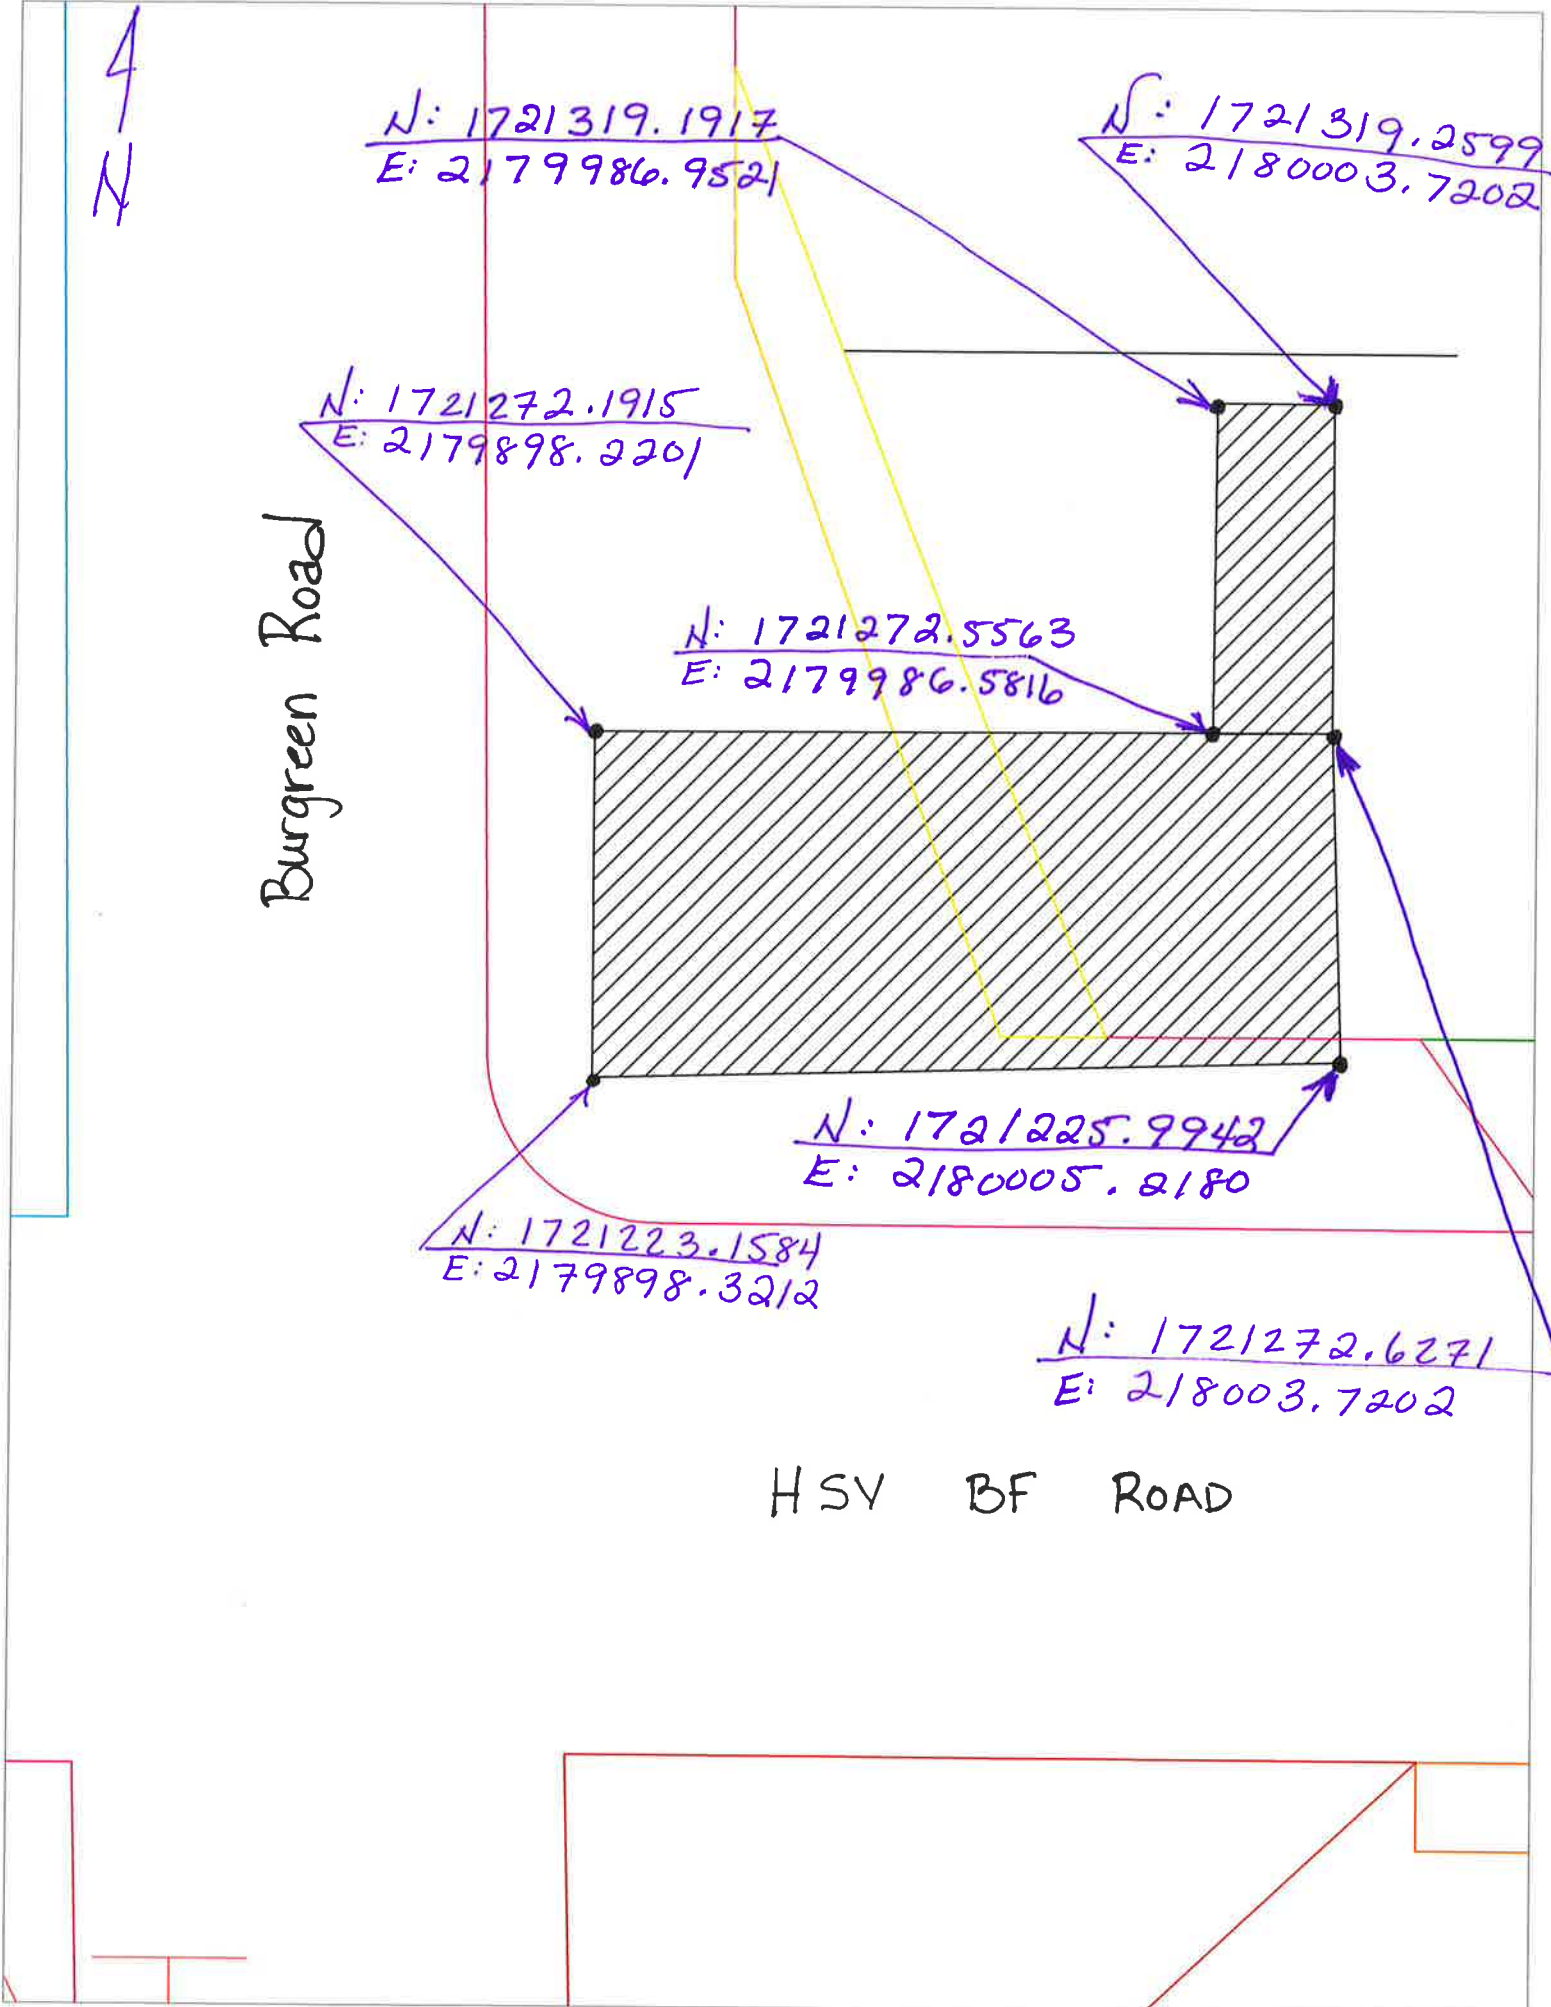 N
N: 1721319.1917
E: 2179986.9521
N: 1721319.2599
E: 2180003.7202
N: 1721272.1915
E: 2179898.2201
Burgreen Road
N: 1721272.5563
E: 2179986.5816
N: 1721225.9942
E: 2180005.2180
N: 1721223.1584
E: 2179898.3212
N: 1721272.6271
E: 218003.7202
HSV BF ROAD